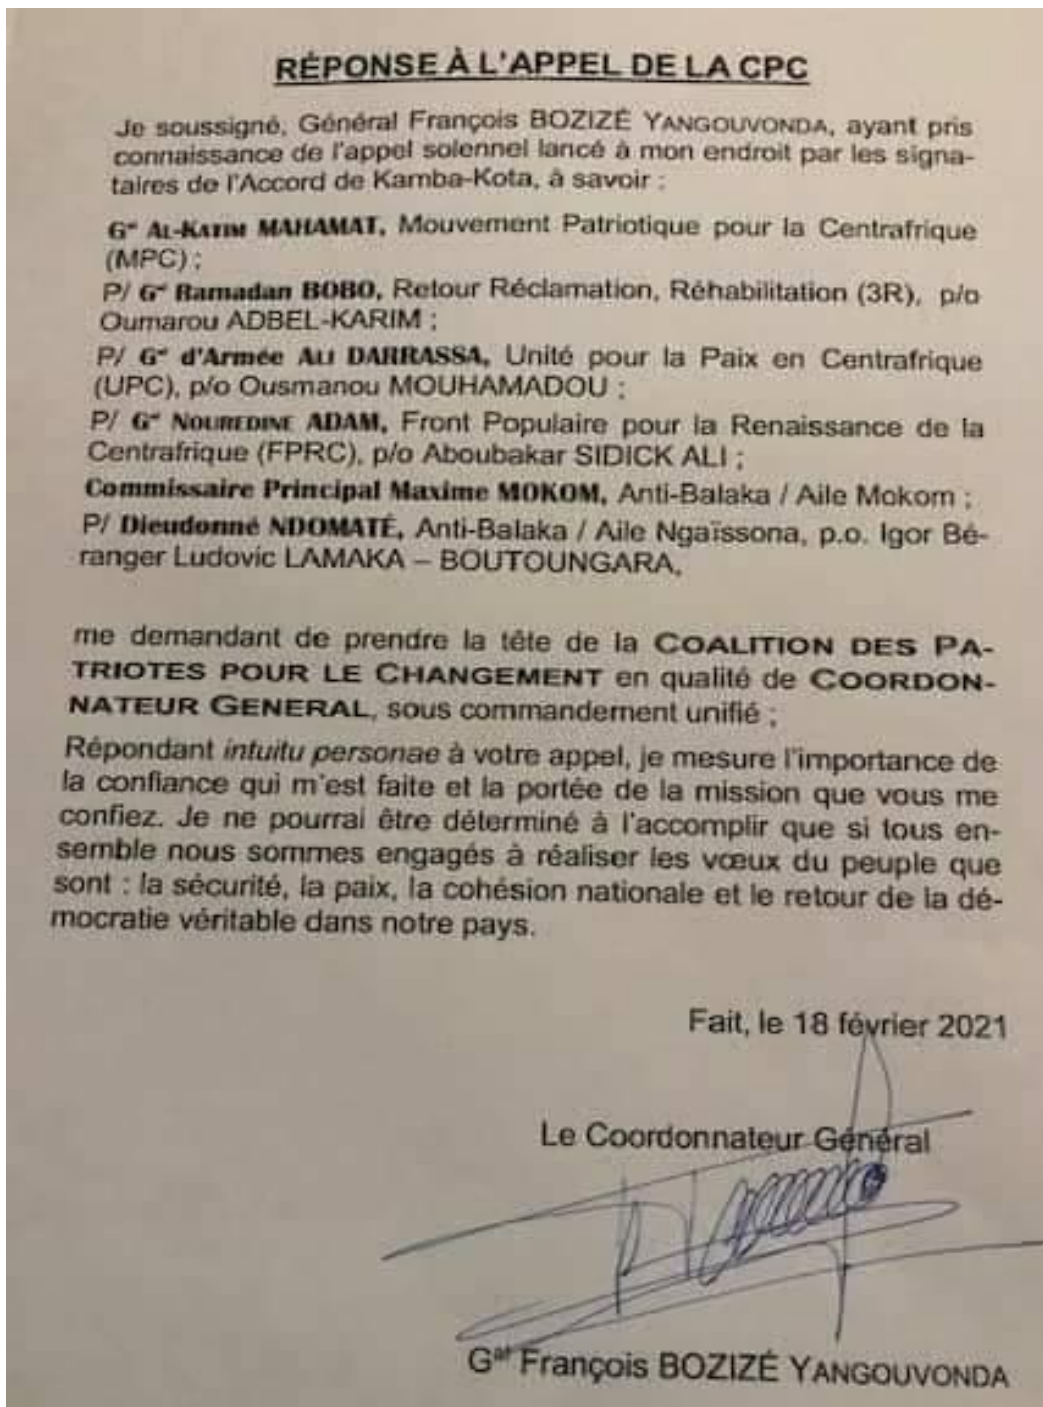 RÉPONSE À L'APPEL DE LA CPC
Je soussigné, Général François BOZIZÉ YANGOUVONDA, ayant pris
connaissance de l'appel solennel lancé à mon endroit par les signa-
taires de l'Accord de Kamba-Kota, à savoir :
Gal AL-KATIM MAHAMAT, Mouvement Patriotique pour la Centrafrique
(MPC) ;
P/ Gal Ramadan BOBO, Retour Réclamation, Réhabilitation (3R), p/o
Oumarou ADBEL-KARIM ;
P/ Gal d'Armée ALI DARRASSA, Unité pour la Paix en Centrafrique
(UPC), p/o Ousmanou MOUHAMADOU ;
P/ Gal NOUREDINE ADAM, Front Populaire pour la Renaissance de la
Centrafrique (FPRC), p/o Aboubakar SIDICK ALI ;
Commissaire Principal Maxime MOKOM, Anti-Balaka / Aile Mokom ;
P/ Dieudonné NDOMATÉ, Anti-Balaka / Aile Ngaïssona, p.o. Igor Bé-
ranger Ludovic LAMAKA – BOUTOUNGARA,
me demandant de prendre la tête de la COALITION DES PA-
TRIOTES POUR LE CHANGEMENT en qualité de COORDON-
NATEUR GENERAL, sous commandement unifié ;
Répondant intuitu personae à votre appel, je mesure l'importance de
la confiance qui m'est faite et la portée de la mission que vous me
confiez. Je ne pourrai être déterminé à l'accomplir que si tous en-
semble nous sommes engagés à réaliser les vœux du peuple que
sont : la sécurité, la paix, la cohésion nationale et le retour de la dé-
mocratie véritable dans notre pays.
Fait, le 18 février 2021
Le Coordonnateur Général
Gal François BOZIZÉ YANGOUVONDA